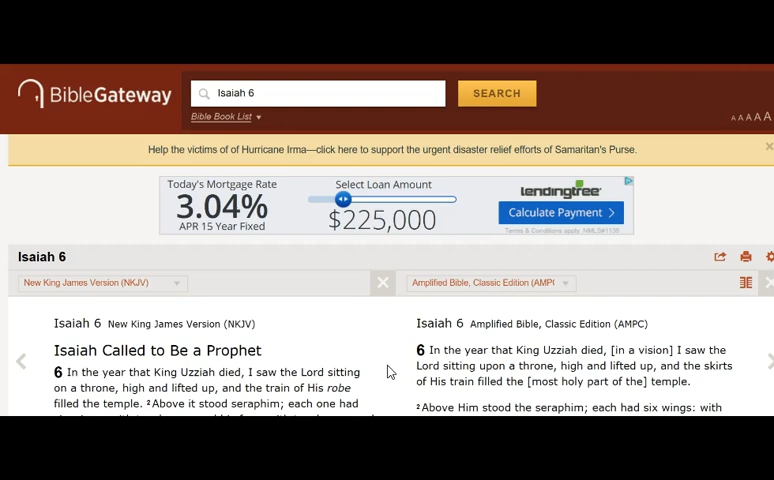 BibleGateway
Isaiah 6
SEARCH
Bible Book List
A A A A A
Help the victims of of Hurricane Irma—click here to support the urgent disaster relief efforts of Samaritan's Purse.
Today's Mortgage Rate
3.04%
APR 15 Year Fixed
Select Loan Amount
$225,000
lendingtree
Calculate Payment >
Terms & Conditions apply. NMLS#1136
Isaiah 6
New King James Version (NKJV)
Amplified Bible, Classic Edition (AMPC
Isaiah 6 New King James Version (NKJV)
Isaiah Called to Be a Prophet
6 In the year that King Uzziah died, I saw the Lord sitting
on a throne, high and lifted up, and the train of His robe
filled the temple. 2 Above it stood seraphim; each one had
Isaiah 6 Amplified Bible, Classic Edition (AMPC)
6 In the year that King Uzziah died, [in a vision] I saw the
Lord sitting upon a throne, high and lifted up, and the skirts
of His train filled the [most holy part of the] temple.
2 Above Him stood the seraphim; each had six wings: with